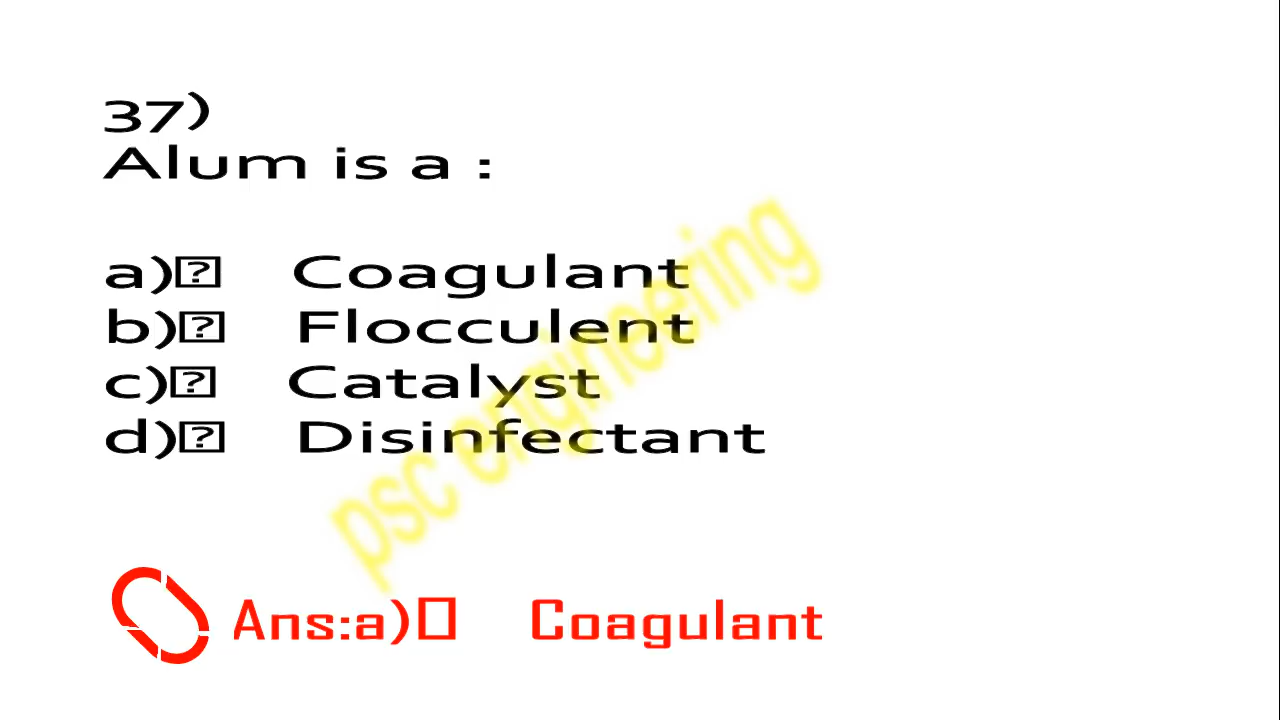 37)
Alum is a :
a)⍰ Coagulant
b)⍰ Flocculent
c)⍰ Catalyst
d)⍰ Disinfectant
psc engineering
Ans:a)□ Coagulant